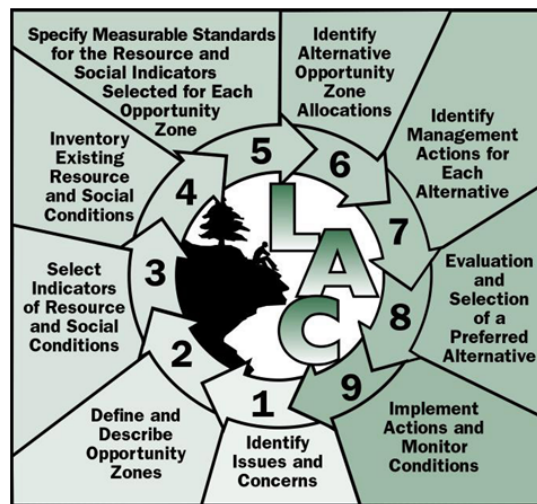 Specify Measurable Standards
for the Resource and
Social Indicators
Selected for Each
Opportunity
Zone
Identify
Alternative
Opportunity
Zone
Allocations
Identify
Management
Actions for
Each
Alternative
Inventory
Existing
Resource
and Social
Conditions
Select
Indicators
of Resource
and Social
Conditions
Evaluation
and
Selection
of a
Preferred
Alternative
Define and
Describe
Opportunity
Zones
Identify
Issues and
Concerns
Implement
Actions and
Monitor
Conditions
1
2
3
4
5
6
7
8
9
L
A
C